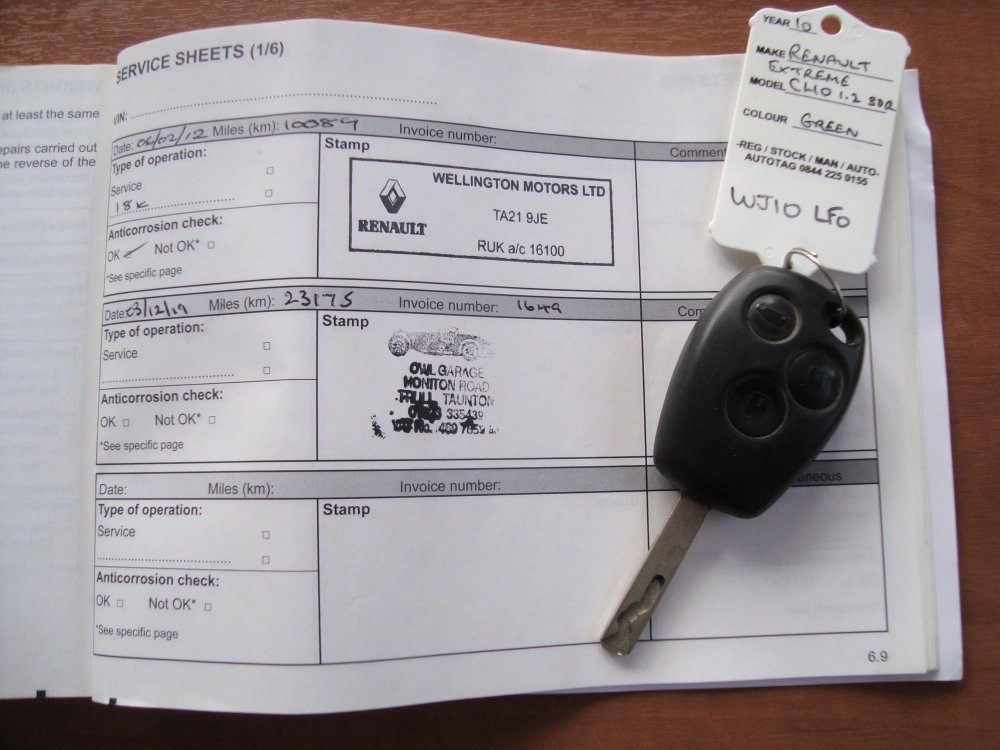 at least the same
epairs carried out
he reverse of the
SERVICE SHEETS (1/6)
VIN:
Date: 06/02/12 Miles (km): 10089 Invoice number:
Type of operation:
Service
18K
Anticorrosion check:
OK Not OK*
*See specific page
Stamp
RENAULT
WELLINGTON MOTORS LTD
TA21 9JE
RUK a/c 16100
Commen
Date: Miles (km): 23175 Invoice number: 1649
Type of operation:
Service
Anticorrosion check:
OK Not OK*
*See specific page
Stamp
OWL GARAGE
HONITON ROAD
TRULL TAUNTON
335439
Com
Date: Miles (km): Invoice number:
Type of operation:
Service
Anticorrosion check:
OK Not OK*
*See specific page
Stamp
aneous
6.9
YEAR 10
MAKE RENAULT
EXTREME
MODEL CLIO 1.2 3DR
COLOUR GREEN
-REG / STOCK / MAN / AUTO-
AUTOTAG 0844 225 0155
WJ10 LFO